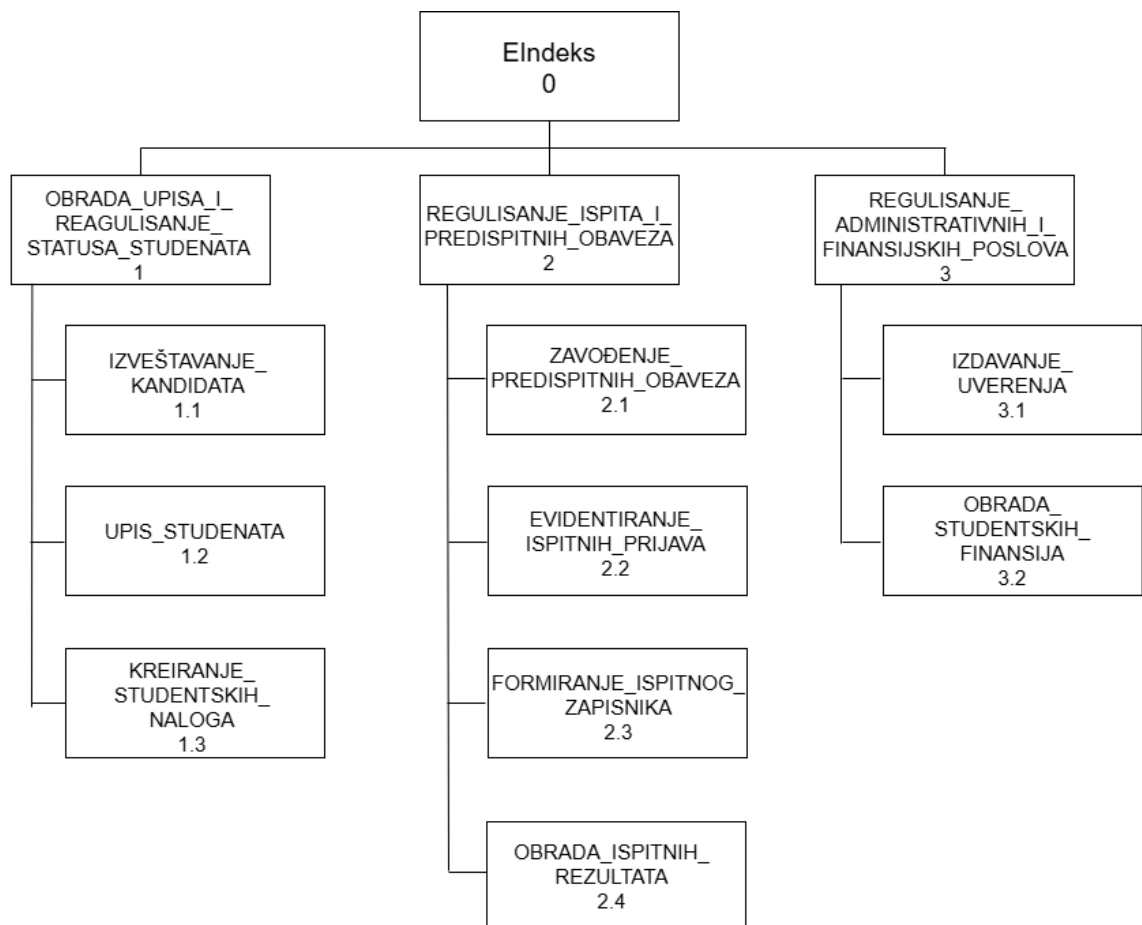 EIndeks
0
OBRADA_UPISA_I_
REAGULISANJE_
STATUSA_STUDENATA
1
REGULISANJE_ISPITA_I_
PREDISPITNIH_OBAVEZA
2
REGULISANJE_
ADMINISTRATIVNIH_I_
FINANSIJSKIH_POSLOVA
3
IZVEŠTAVANJE_
KANDIDATA
1.1
ZAVOĐENJE_
PREDISPITNIH_OBAVEZA
2.1
IZDAVANJE_
UVERENJA
3.1
UPIS_STUDENATA
1.2
EVIDENTIRANJE_
ISPITNIH_PRIJAVA
2.2
OBRADA_
STUDENTSKIH_
FINANSIJA
3.2
KREIRANJE_
STUDENTSKIH_
NALOGA
1.3
FORMIRANJE_ISPITNOG_
ZAPISNIKA
2.3
OBRADA_ISPITNIH_
REZULTATA
2.4